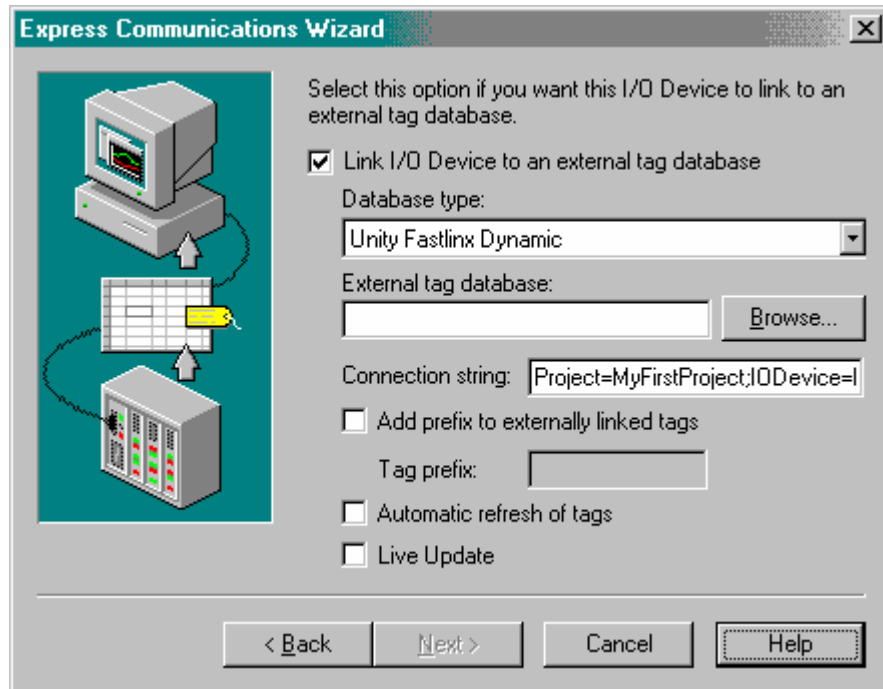 Express Communications Wizard
Select this option if you want this I/O Device to link to an
external tag database.
Link I/O Device to an external tag database
Database type:
Unity Fastlinx Dynamic
External tag database:
Browse...
Connection string: Project=MyFirstProject;IODevice=I
Add prefix to externally linked tags
Tag prefix:
Automatic refresh of tags
Live Update
< Back Next > Cancel Help